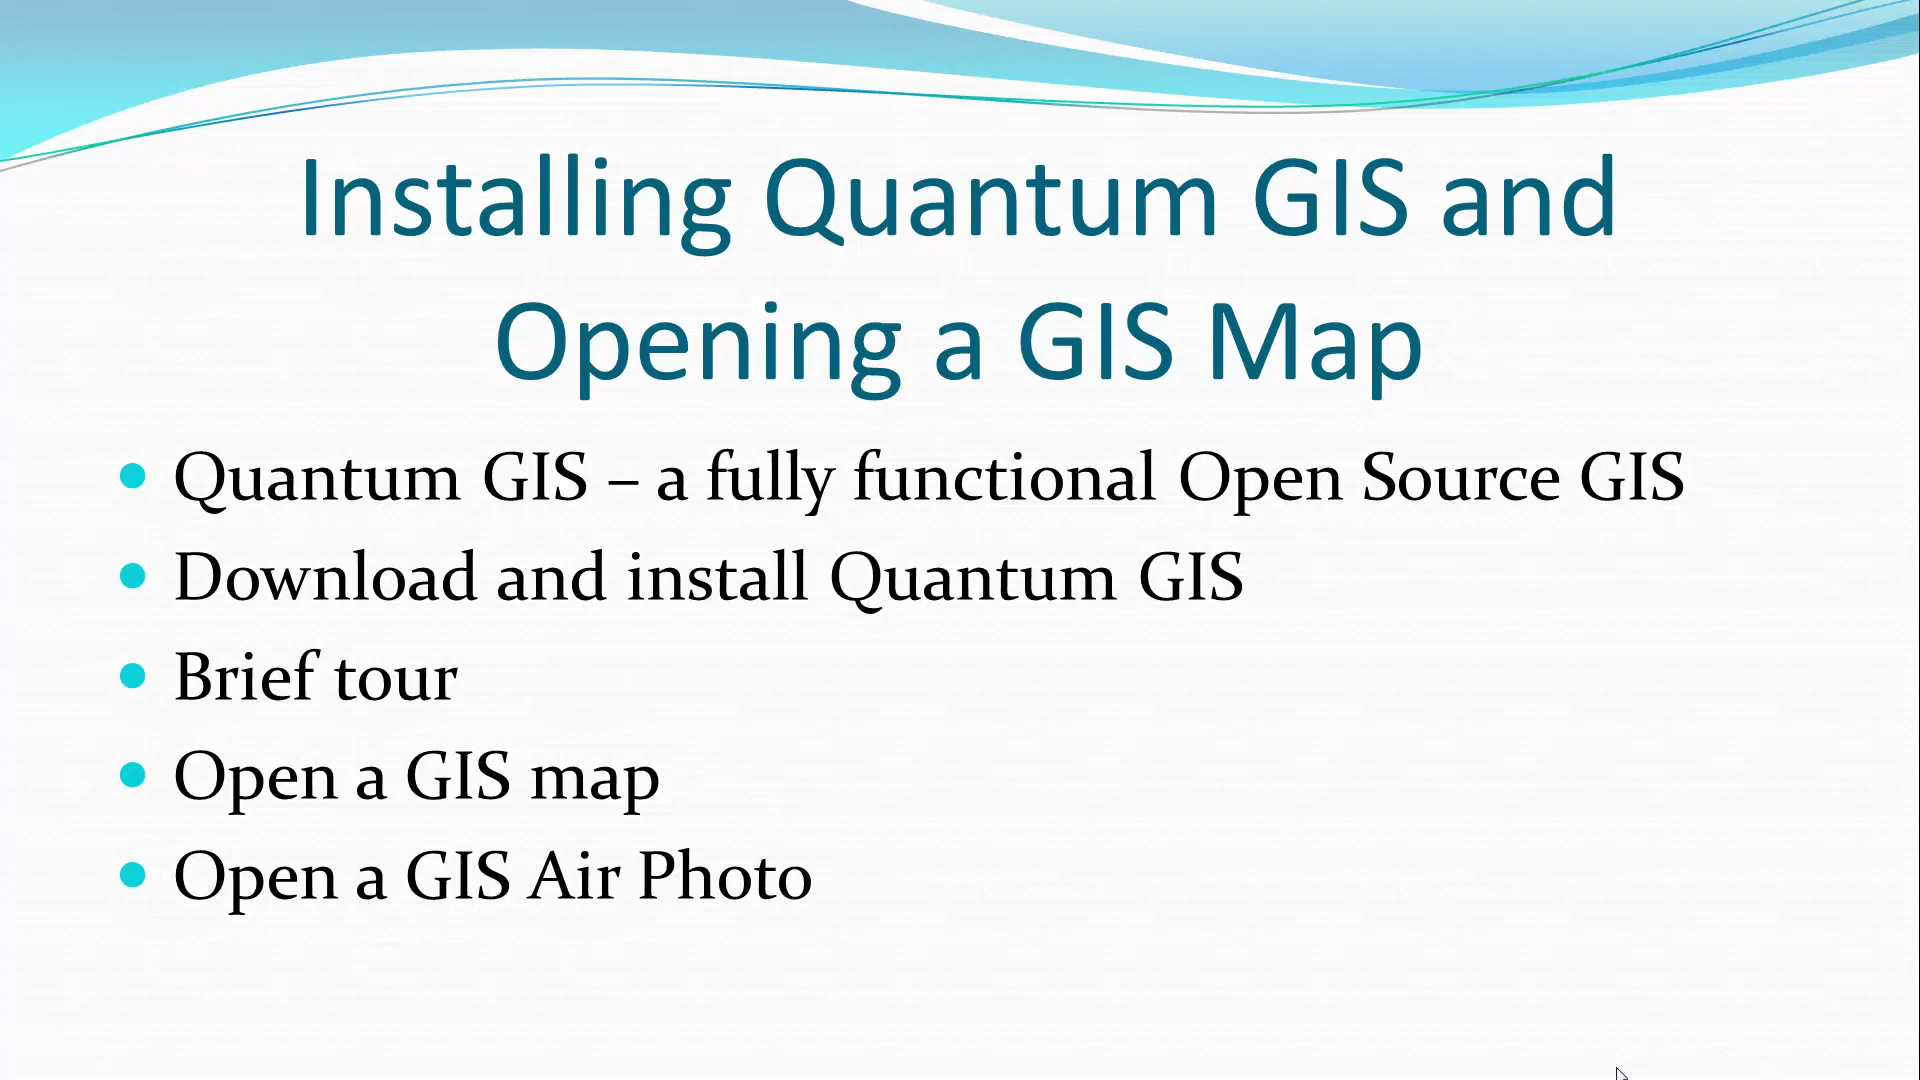 Installing Quantum GIS and
Opening a GIS Map
• Quantum GIS – a fully functional Open Source GIS
• Download and install Quantum GIS
• Brief tour
• Open a GIS map
• Open a GIS Air Photo